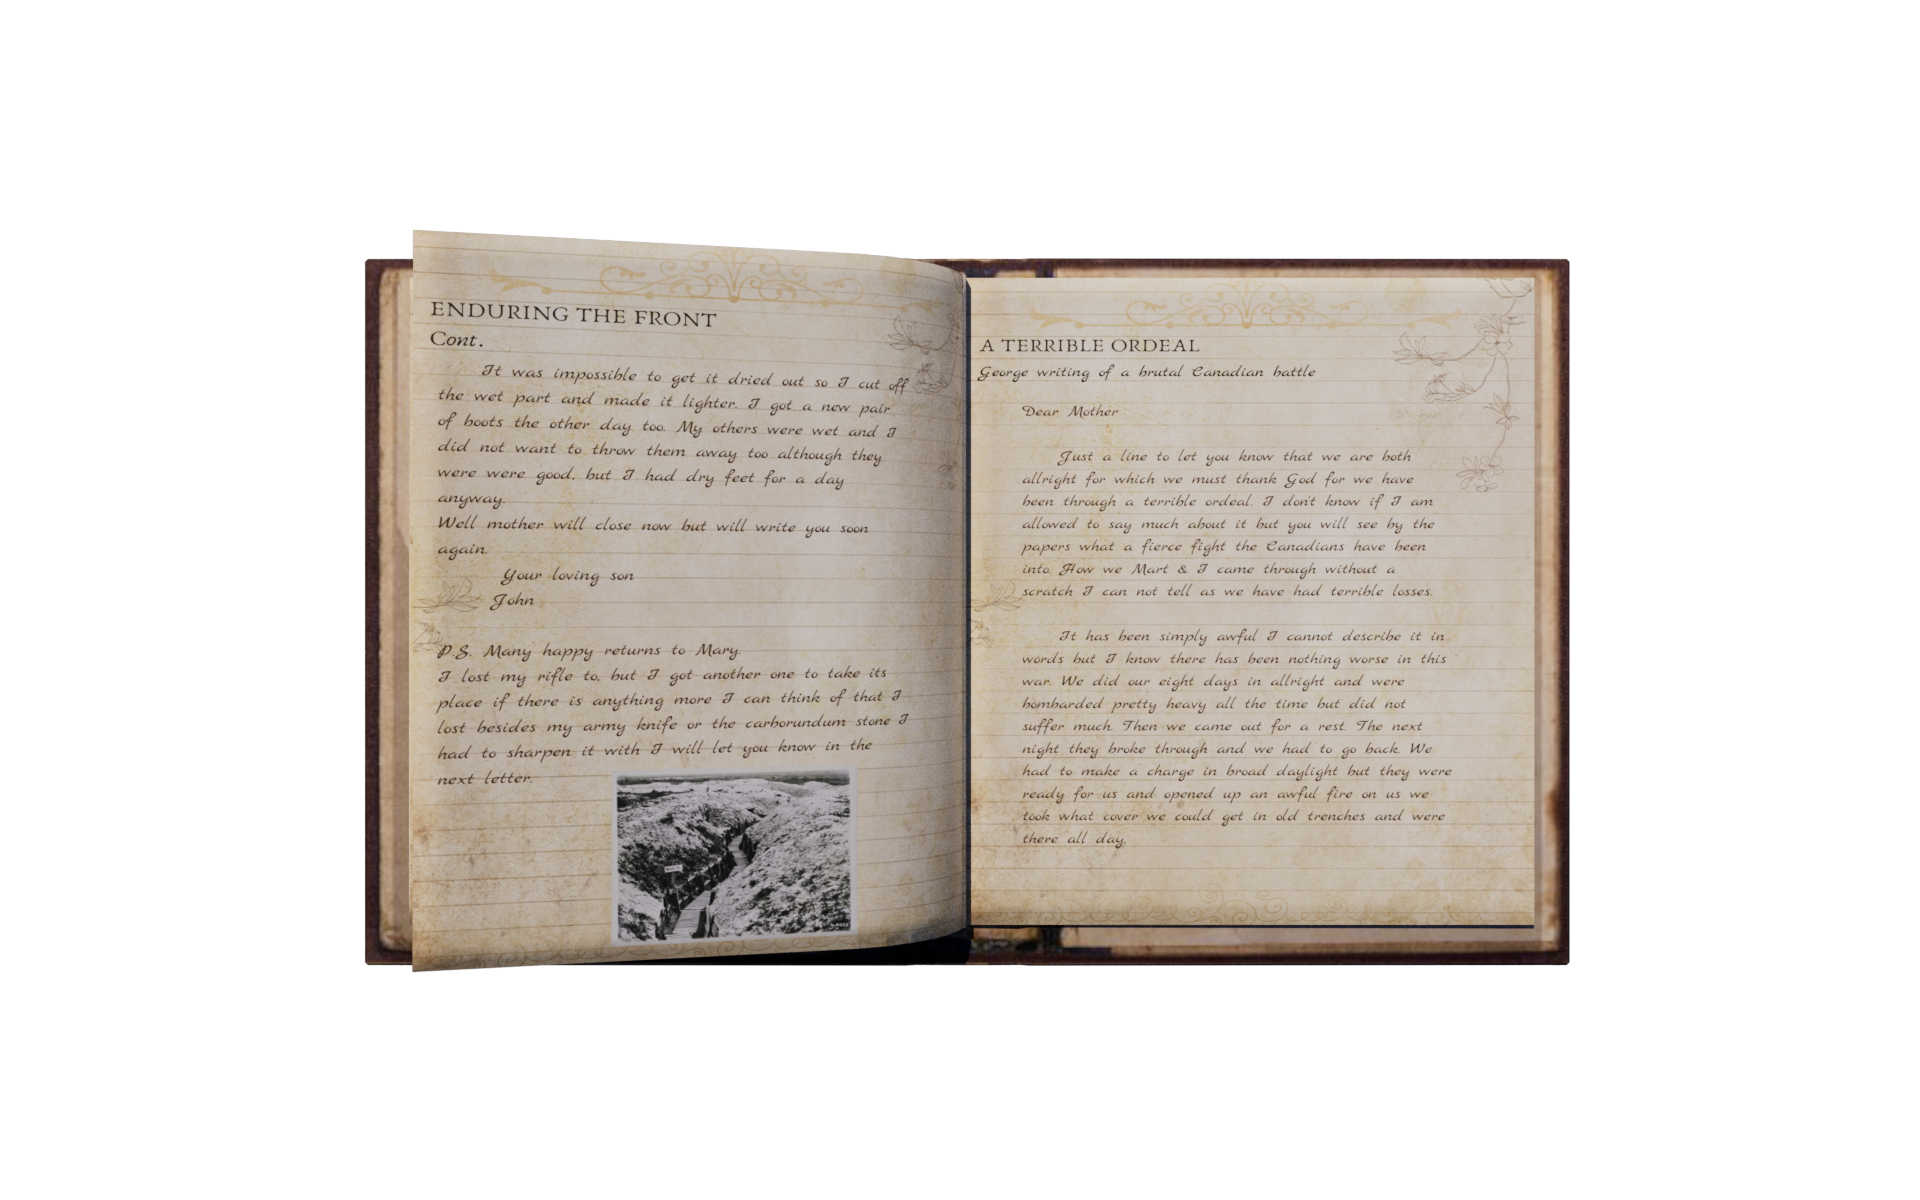 ENDURING THE FRONT
Cont.
It was impossible to get it dried out so I cut off
the wet part and made it lighter. I got a new pair
of boots the other day too. My others were wet and I
did not want to throw them away too although they
were were good, but I had dry feet for a day
anyway.
Well mother will close now but will write you soon
again.
Your loving son
John
P.S. Many happy returns to Mary.
I lost my rifle to, but I got another one to take its
place if there is anything more I can think of that I
lost besides my army knife or the carborundum stone I
had to sharpen it with I will let you know in the
next letter.
A TERRIBLE ORDEAL
George writing of a brutal Canadian battle
Dear Mother
Just a line to let you know that we are both
allright for which we must thank God for we have
been through a terrible ordeal. I don't know if I am
allowed to say much about it but you will see by the
papers what a fierce fight the Canadians have been
into. How we Mart & I came through without a
scratch I can not tell as we have had terrible losses.
It has been simply awful I cannot describe it in
words but I know there has been nothing worse in this
war. We did our eight days in allright and were
bombarded pretty heavy all the time but did not
suffer much. Then we came out for a rest. The next
night they broke through and we had to go back. We
had to make a charge in broad daylight but they were
ready for us and opened up an awful fire on us we
took what cover we could get in old trenches and were
there all day.